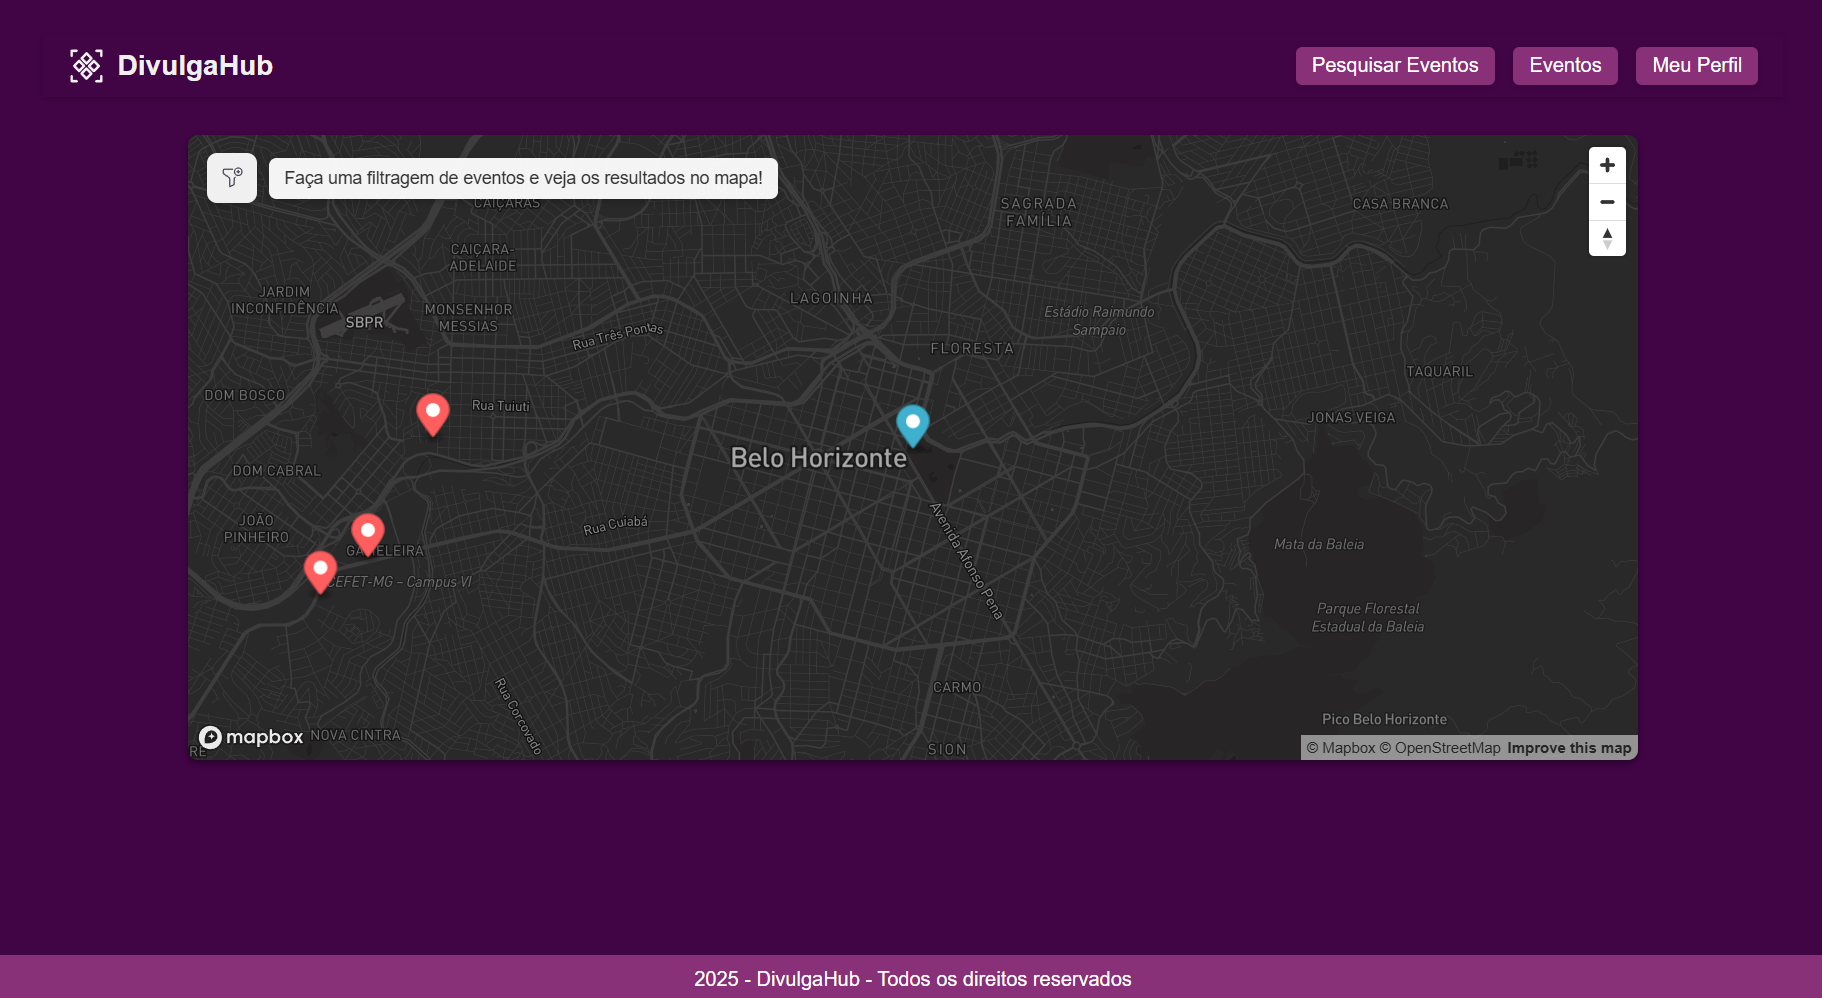 DivulgaHub
Pesquisar Eventos
Eventos
Meu Perfil
Faça uma filtragem de eventos e veja os resultados no mapa!
CAIÇARAS
SAGRADA
FAMÍLIA
CASA BRANCA
CAIÇARA-
ADELAIDE
JARDIM
INCONFIDÊNCIA
SBPR
MONSENHOR
MESSIAS
LAGOINHA
Estádio Raimundo
Sampaio
Rua Três Pontas
FLORESTA
TAQUARIL
DOM BOSCO
Rua Tuiuti
JONAS VEIGA
Belo Horizonte
DOM CABRAL
JOÃO
PINHEIRO
Rua Cuiabá
Avenida Afonso Pena
Mata da Baleia
GAMELEIRA
CEFET-MG – Campus VI
Parque Florestal
Estadual da Baleia
CARMO
Rua Corcovado
Pico Belo Horizonte
mapbox
NOVA CINTRA
RE
SION
© Mapbox © OpenStreetMap Improve this map
2025 - DivulgaHub - Todos os direitos reservados